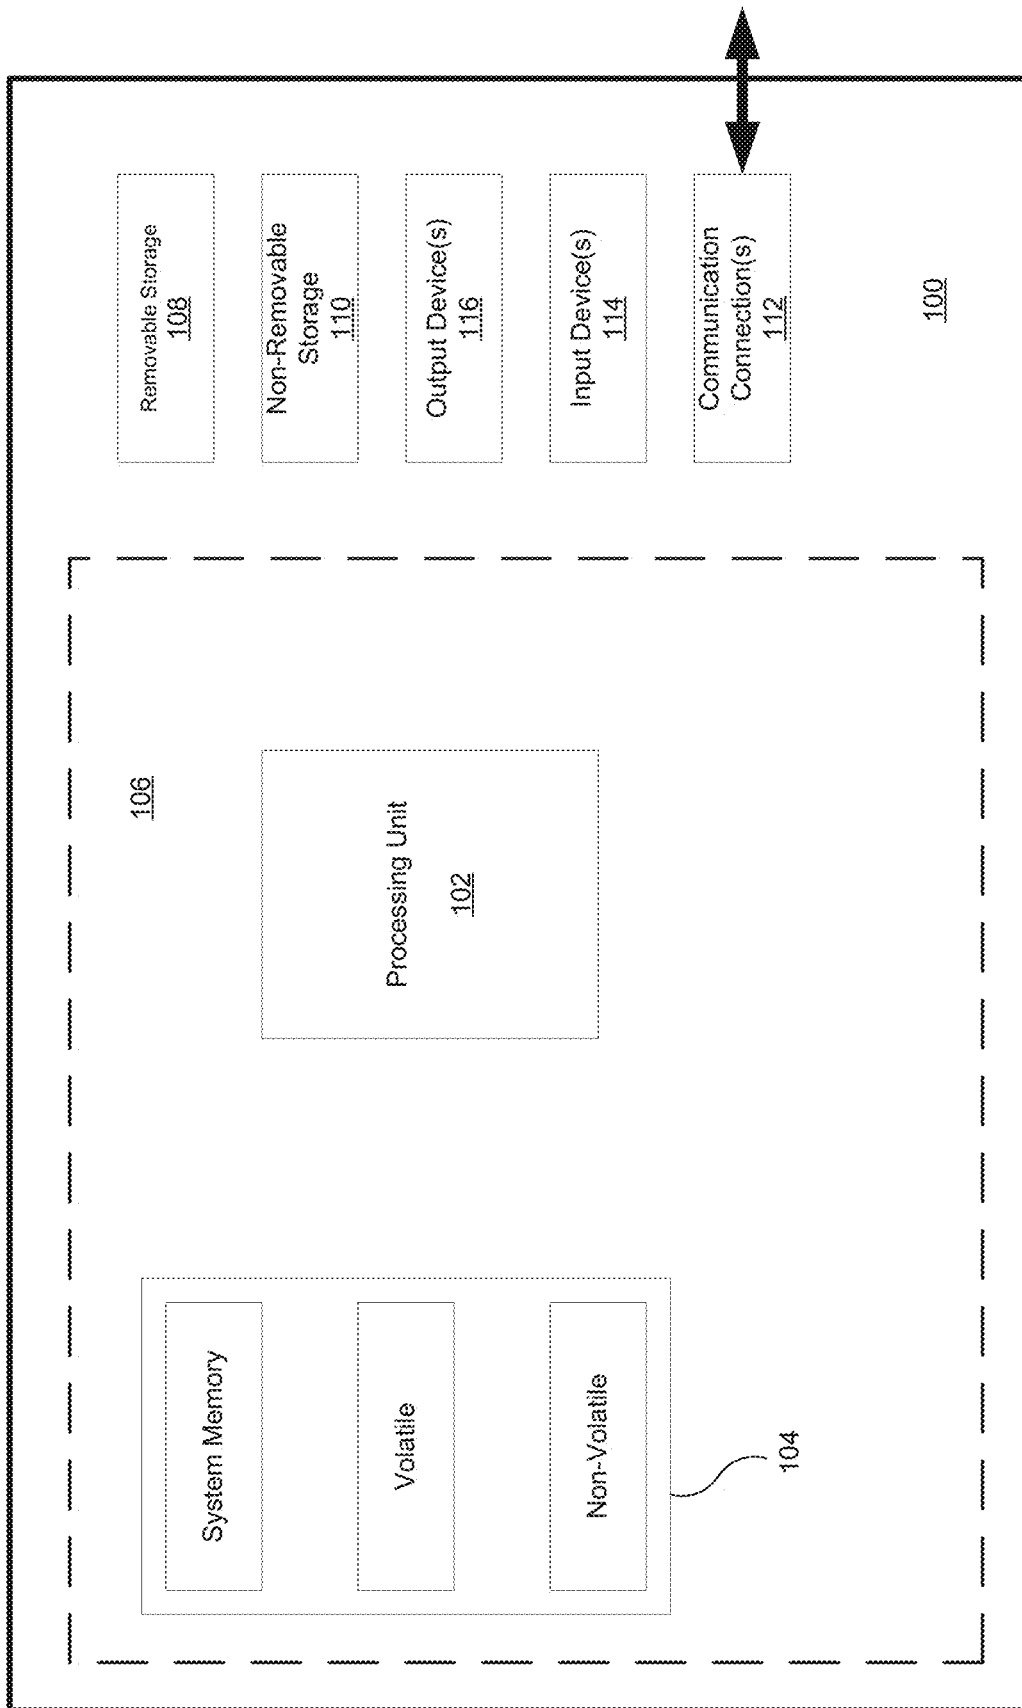 System Memory
Volatile
Non-Volatile
104
106
Processing Unit
102
Removable Storage
108
Non-Removable
Storage
110
Output Device(s)
116
Input Device(s)
114
Communication
Connection(s)
112
100